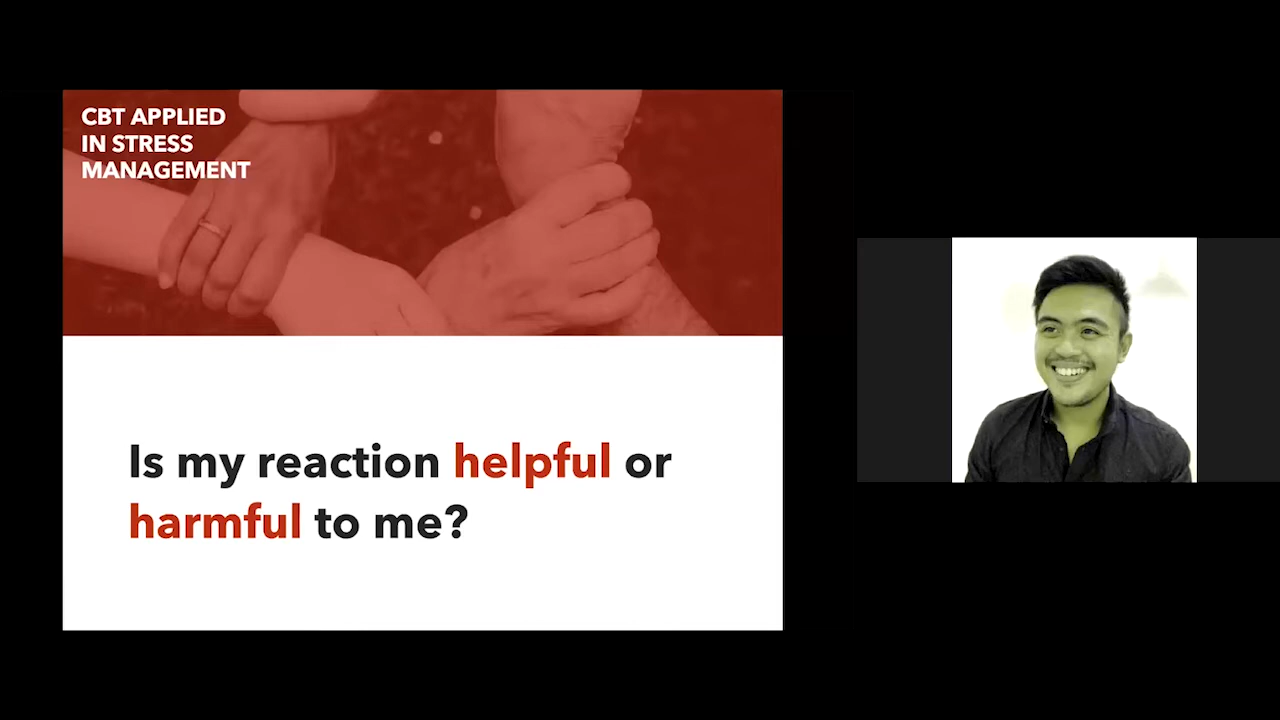 CBT APPLIED
IN STRESS
MANAGEMENT
Is my reaction helpful or
harmful to me?